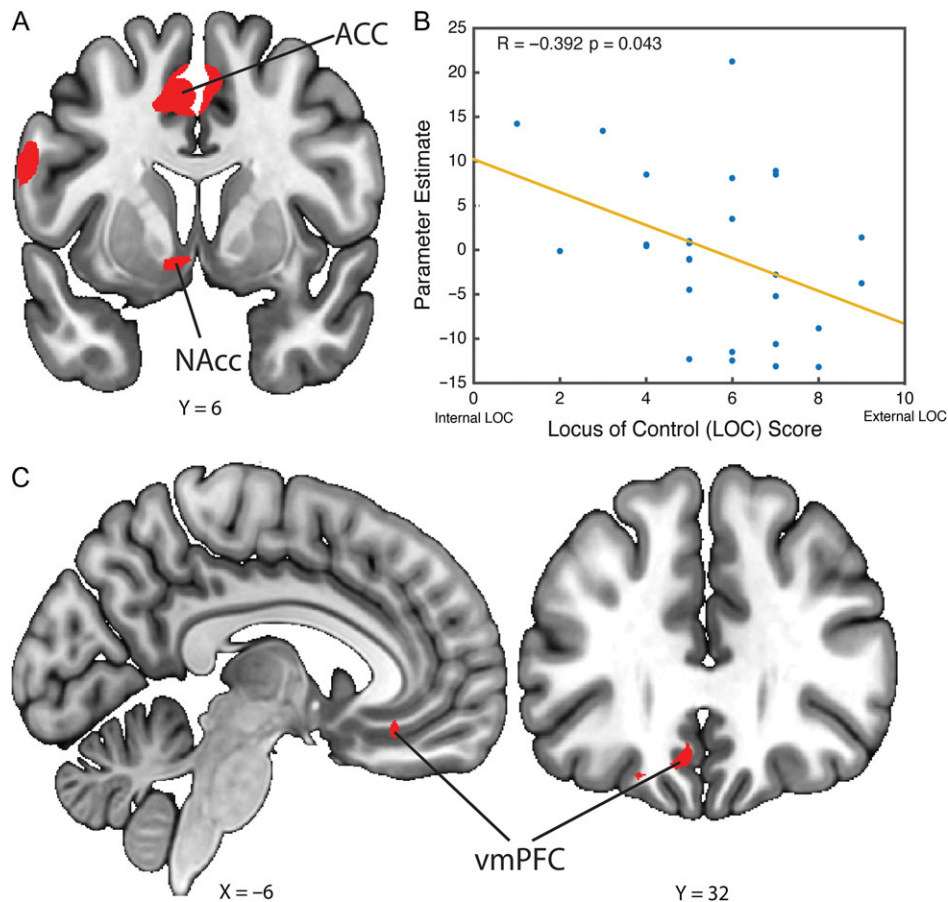 A
ACC
NAcc
Y = 6
B
R = −0.392 p = 0.043
25
20
15
10
5
0
−5
−10
−15
Parameter Estimate
0
2
4
6
8
10
Internal LOC
External LOC
Locus of Control (LOC) Score
C
vmPFC
X = −6
Y = 32